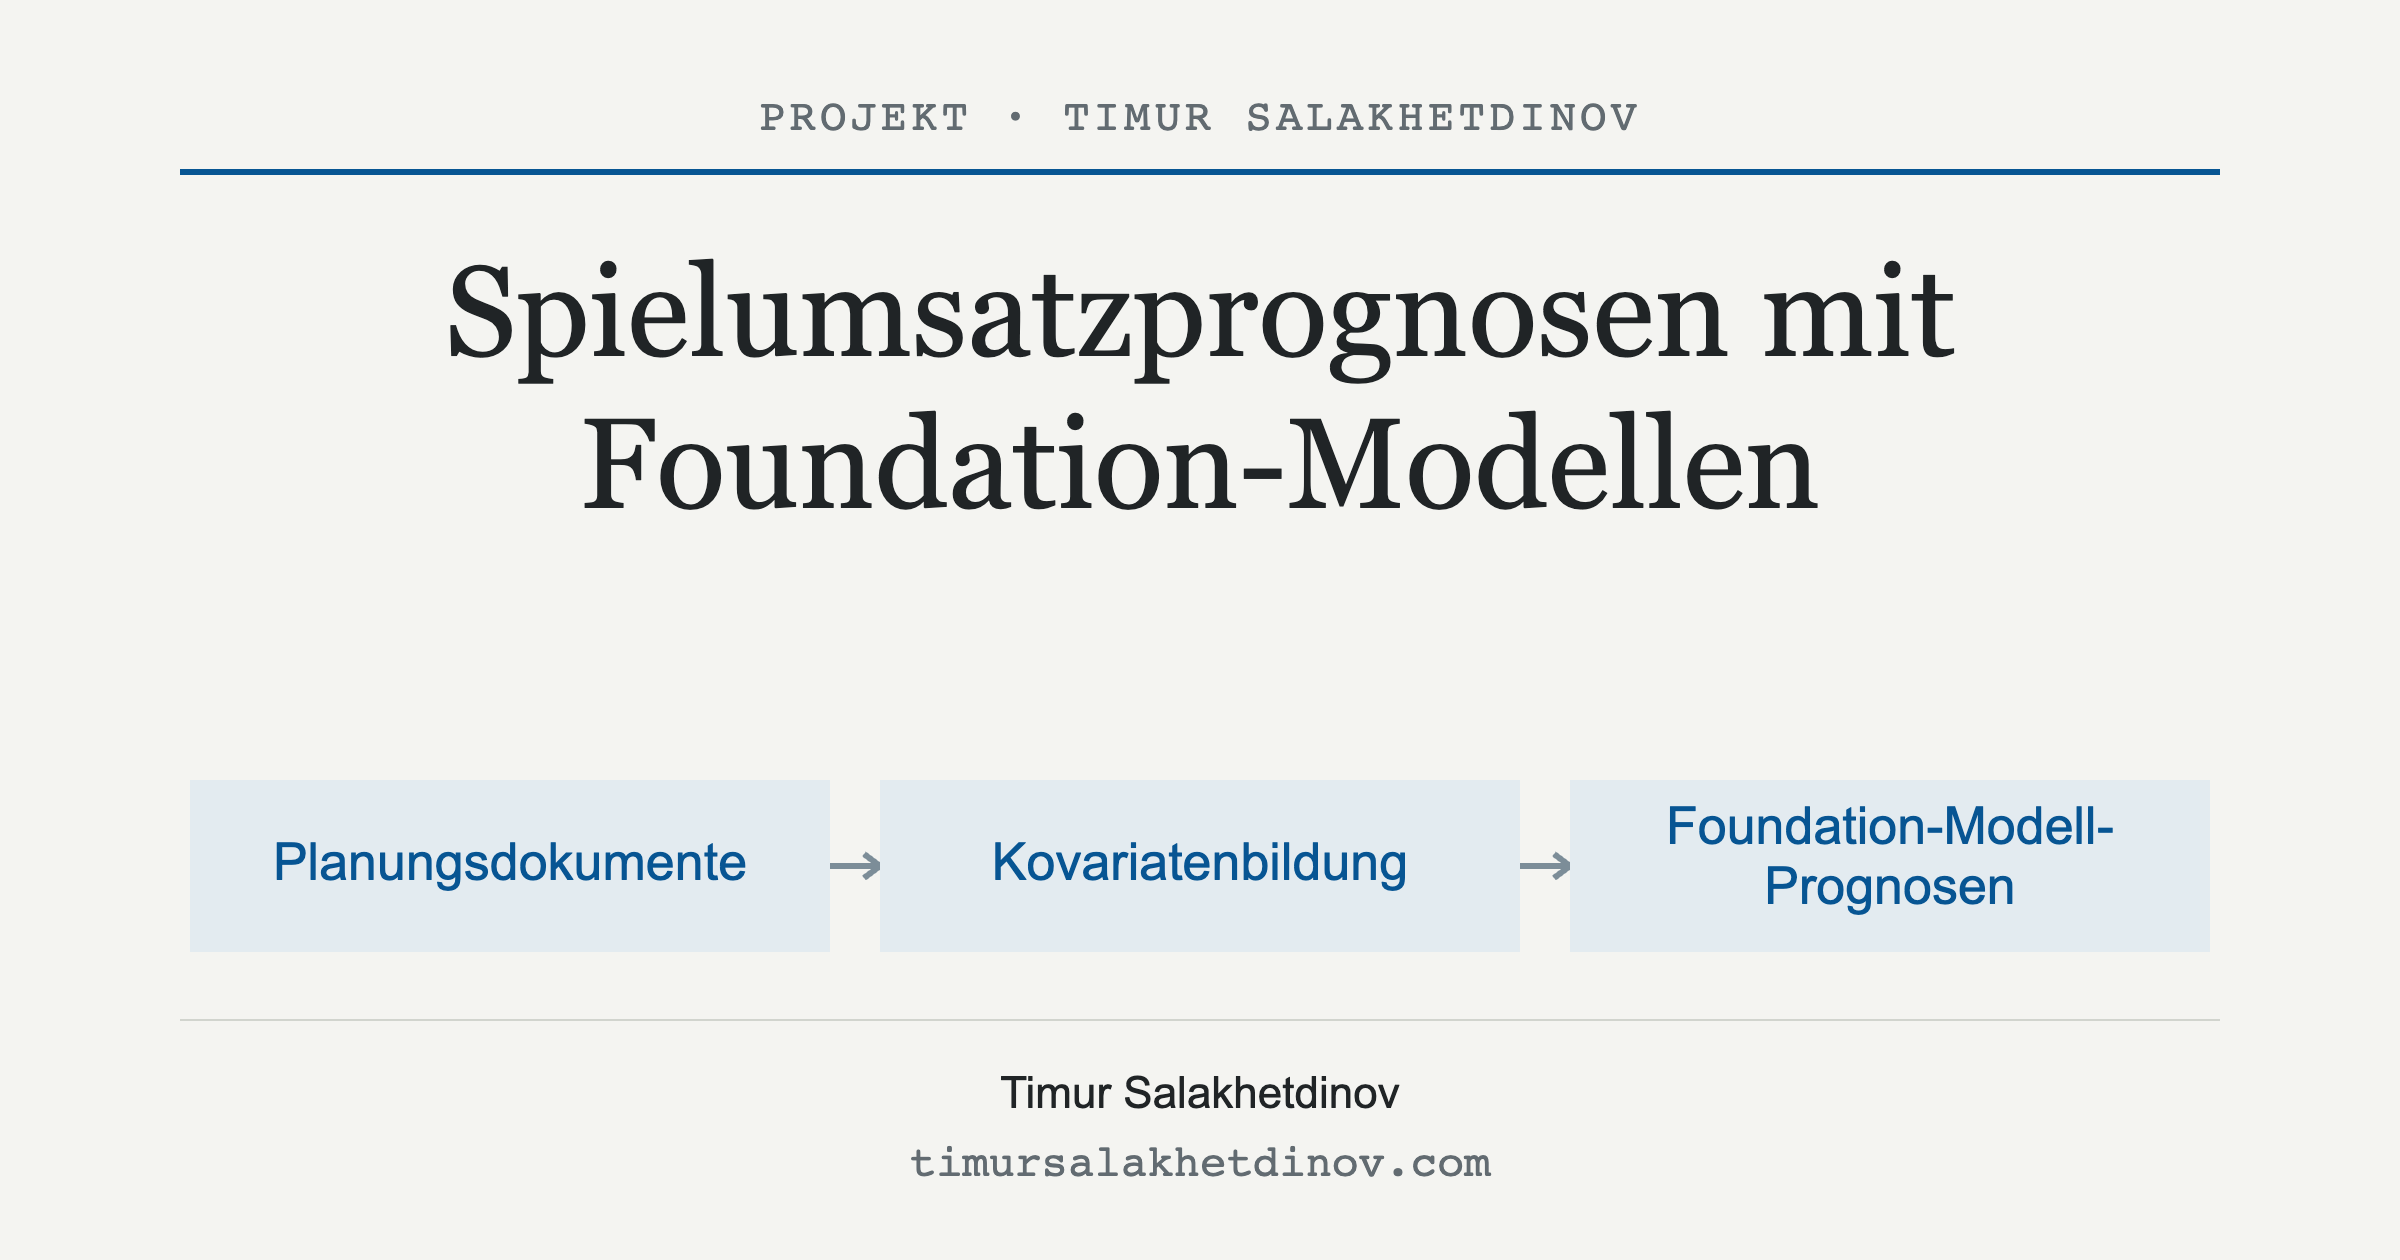 PROJEKT • TIMUR SALAKHETDINOV
Spielumsatzprognosen mit
Foundation-Modellen
Planungsdokumente → Kovariatenbildung → Foundation-Modell-
Prognosen
Timur Salakhetdinov
timursalakhetdinov.com